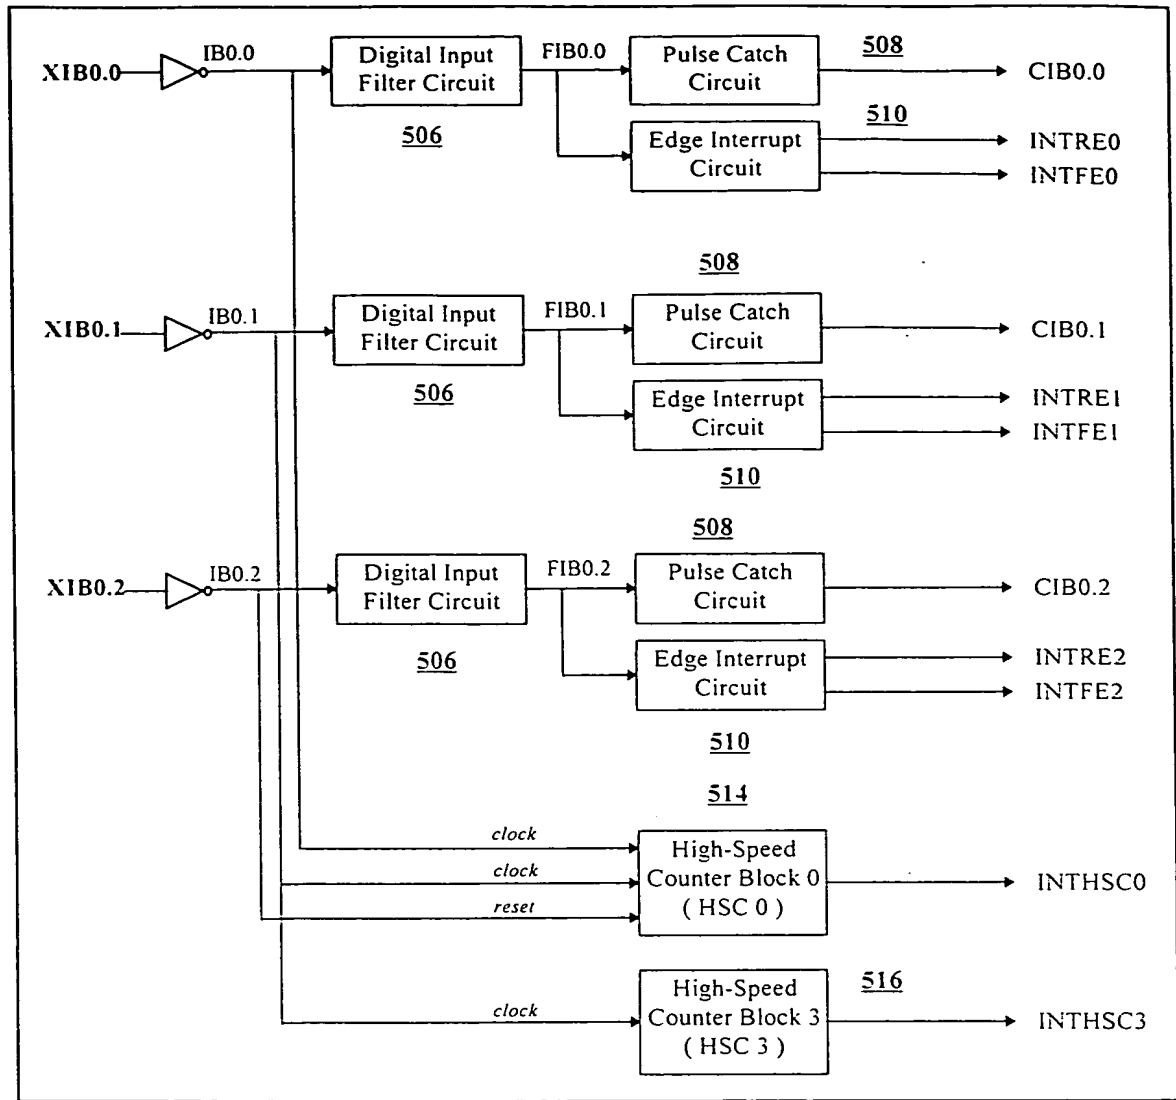 XIB0.0
IB0.0
Digital Input
Filter Circuit
506
FIB0.0
Pulse Catch
Circuit
508
CIB0.0
Edge Interrupt
Circuit
510
INTRE0
INTFE0
XIB0.1
IB0.1
Digital Input
Filter Circuit
506
FIB0.1
508
Pulse Catch
Circuit
CIB0.1
Edge Interrupt
Circuit
510
INTRE1
INTFE1
XIB0.2
IB0.2
Digital Input
Filter Circuit
506
FIB0.2
508
Pulse Catch
Circuit
CIB0.2
Edge Interrupt
Circuit
510
INTRE2
INTFE2
514
clock
clock
reset
High-Speed
Counter Block 0
( HSC 0 )
INTHSC0
clock
High-Speed
Counter Block 3
( HSC 3 )
516
INTHSC3